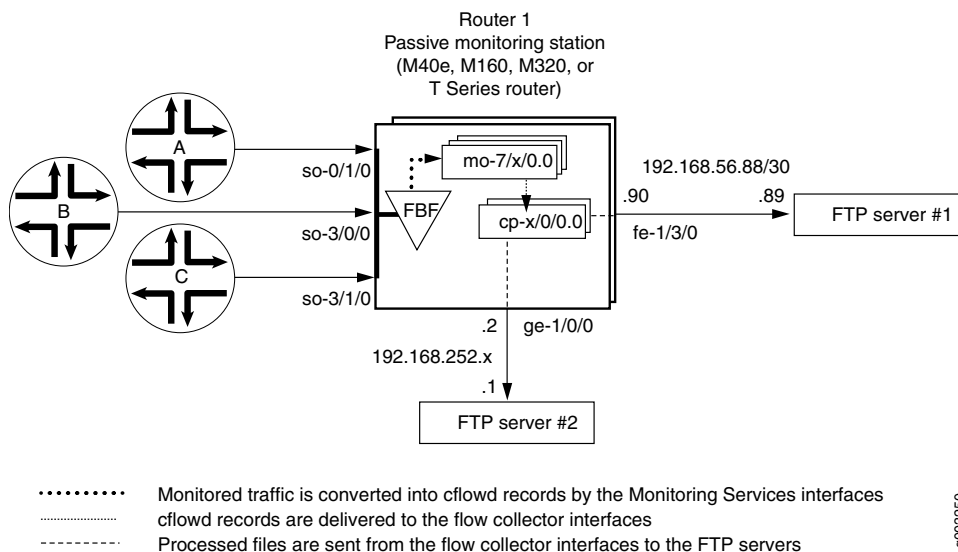 Router 1
Passive monitoring station
(M40e, M160, M320, or
T Series router)
A
so-0/1/0
mo-7/x/0.0
192.168.56.88/30
B
FBF
cp-x/0/0.0
.90
.89
FTP server #1
so-3/0/0
fe-1/3/0
C
so-3/1/0
.2
ge-1/0/0
192.168.252.x
.1
FTP server #2
Monitored traffic is converted into cflowd records by the Monitoring Services interfaces
cflowd records are delivered to the flow collector interfaces
Processed files are sent from the flow collector interfaces to the FTP servers